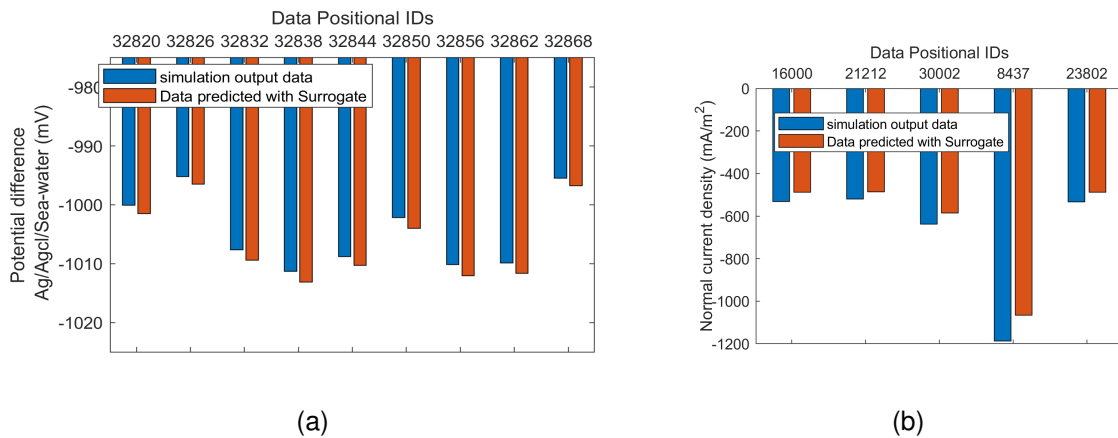 Data Positional IDs
32820 32826 32832 32838 32844 32850 32856 32862 32868
-980
-990
-1000
-1010
-1020
Potential difference
Ag/Agcl/Sea-water (mV)
simulation output data
Data predicted with Surrogate
(a)
Data Positional IDs
16000 21212 30002 8437 23802
0
-200
-400
-600
-800
-1000
-1200
Normal current density (mA/m²)
simulation output data
Data predicted with Surrogate
(b)